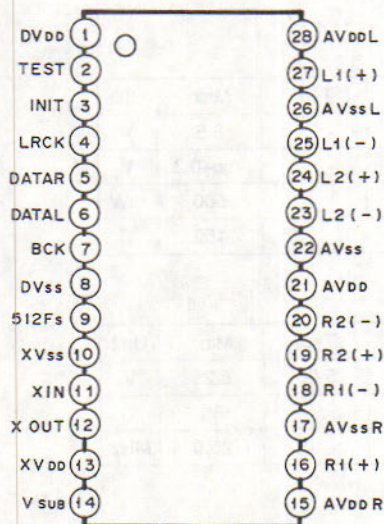 DVDD 1 28 AVDDL
TEST 2 27 L1(+)
INIT 3 26 AVssL
LRCK 4 25 L1(-)
DATAR 5 24 L2(+)
DATAL 6 23 L2(-)
BCK 7 22 AVss
DVss 8 21 AVDD
512Fs 9 20 R2(-)
XVss 10 19 R2(+)
XIN 11 18 R1(-)
X OUT 12 17 AVssR
XVDD 13 16 R1(+)
VSUB 14 15 AVDDR